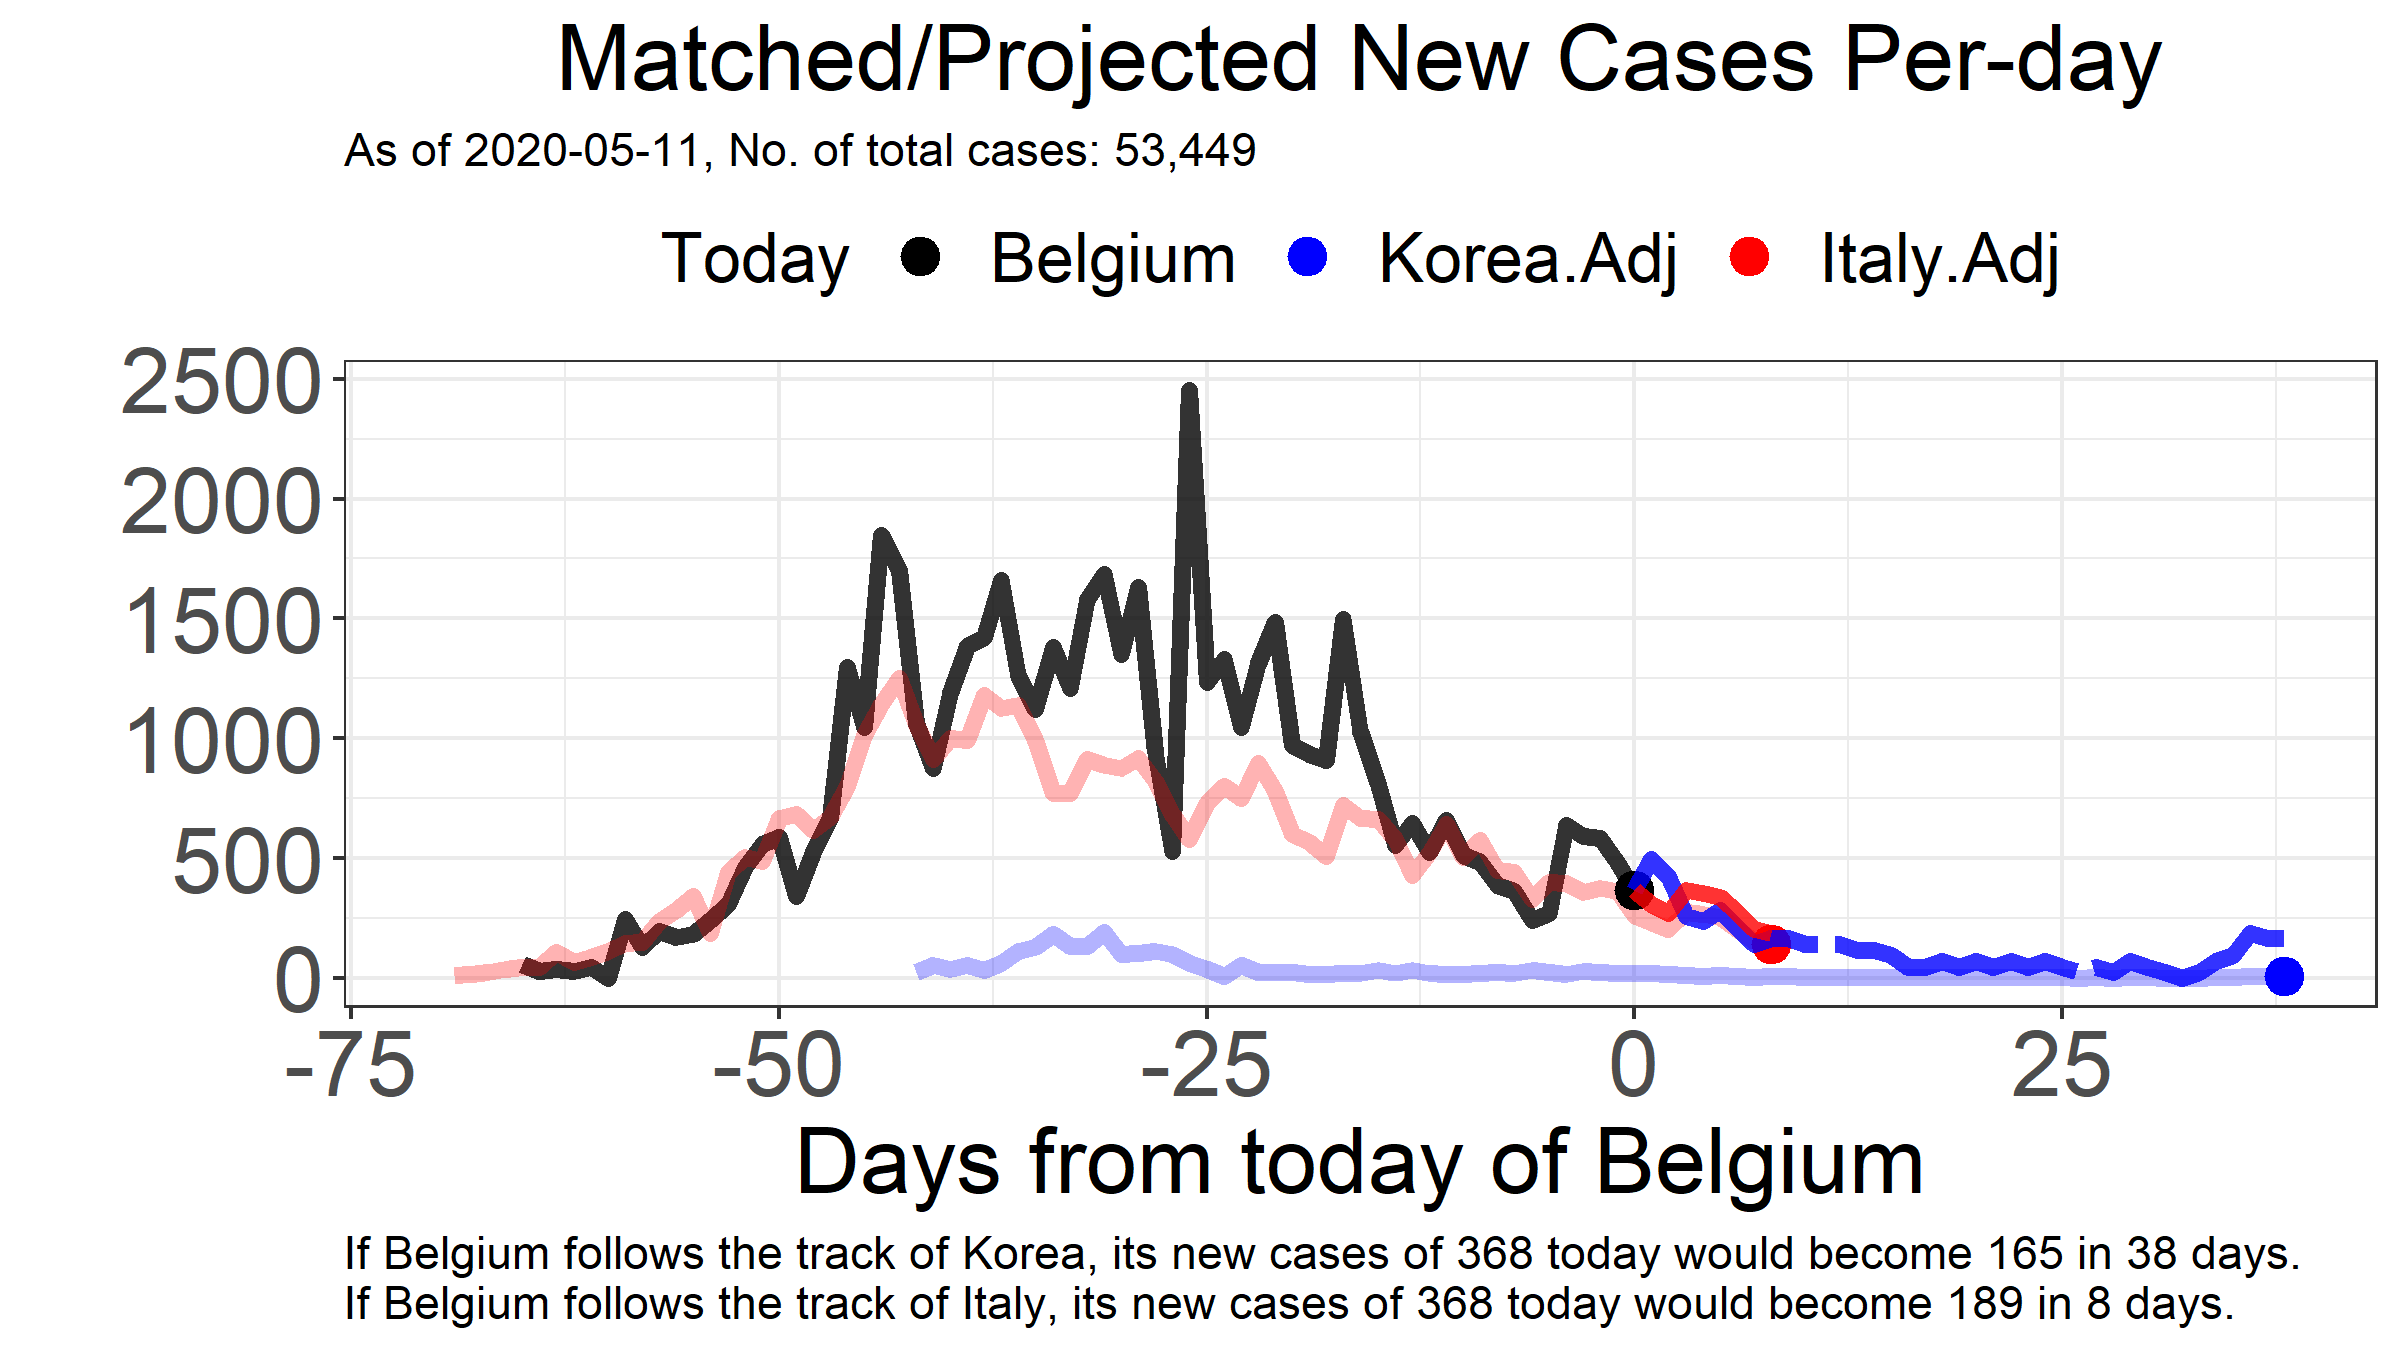 Matched/Projected New Cases Per-day
As of 2020-05-11, No. of total cases: 53,449
Today Belgium Korea.Adj Italy.Adj
2500
2000
1500
1000
500
0
-75 -50 -25 0 25
Days from today of Belgium
If Belgium follows the track of Korea, its new cases of 368 today would become 165 in 38 days.
If Belgium follows the track of Italy, its new cases of 368 today would become 189 in 8 days.